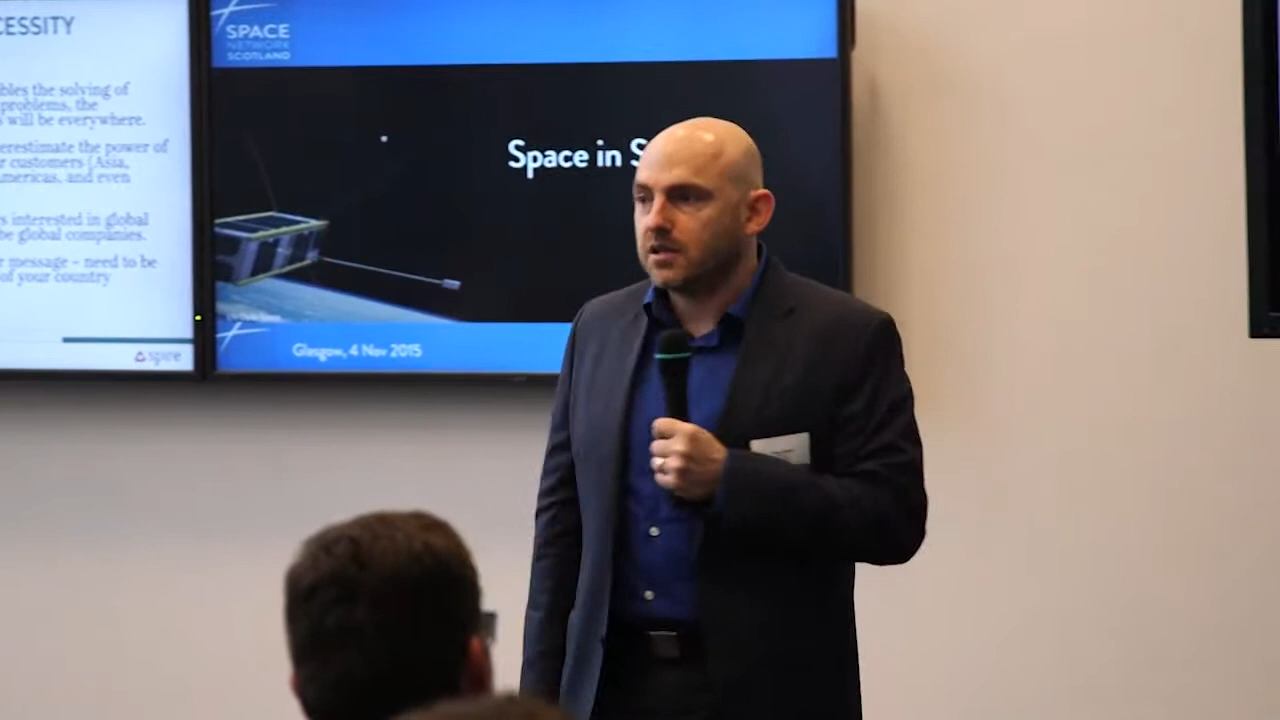 CESSITY
bles the solving of
problems, the
s will be everywhere.
erestimate the power of
r customers (Asia,
mericas, and even
s interested in global
be global companies.
r message – need to be
of your country
spire
SPACE
NETWORK
SCOTLAND
Space in S
Glasgow, 4 Nov 2015